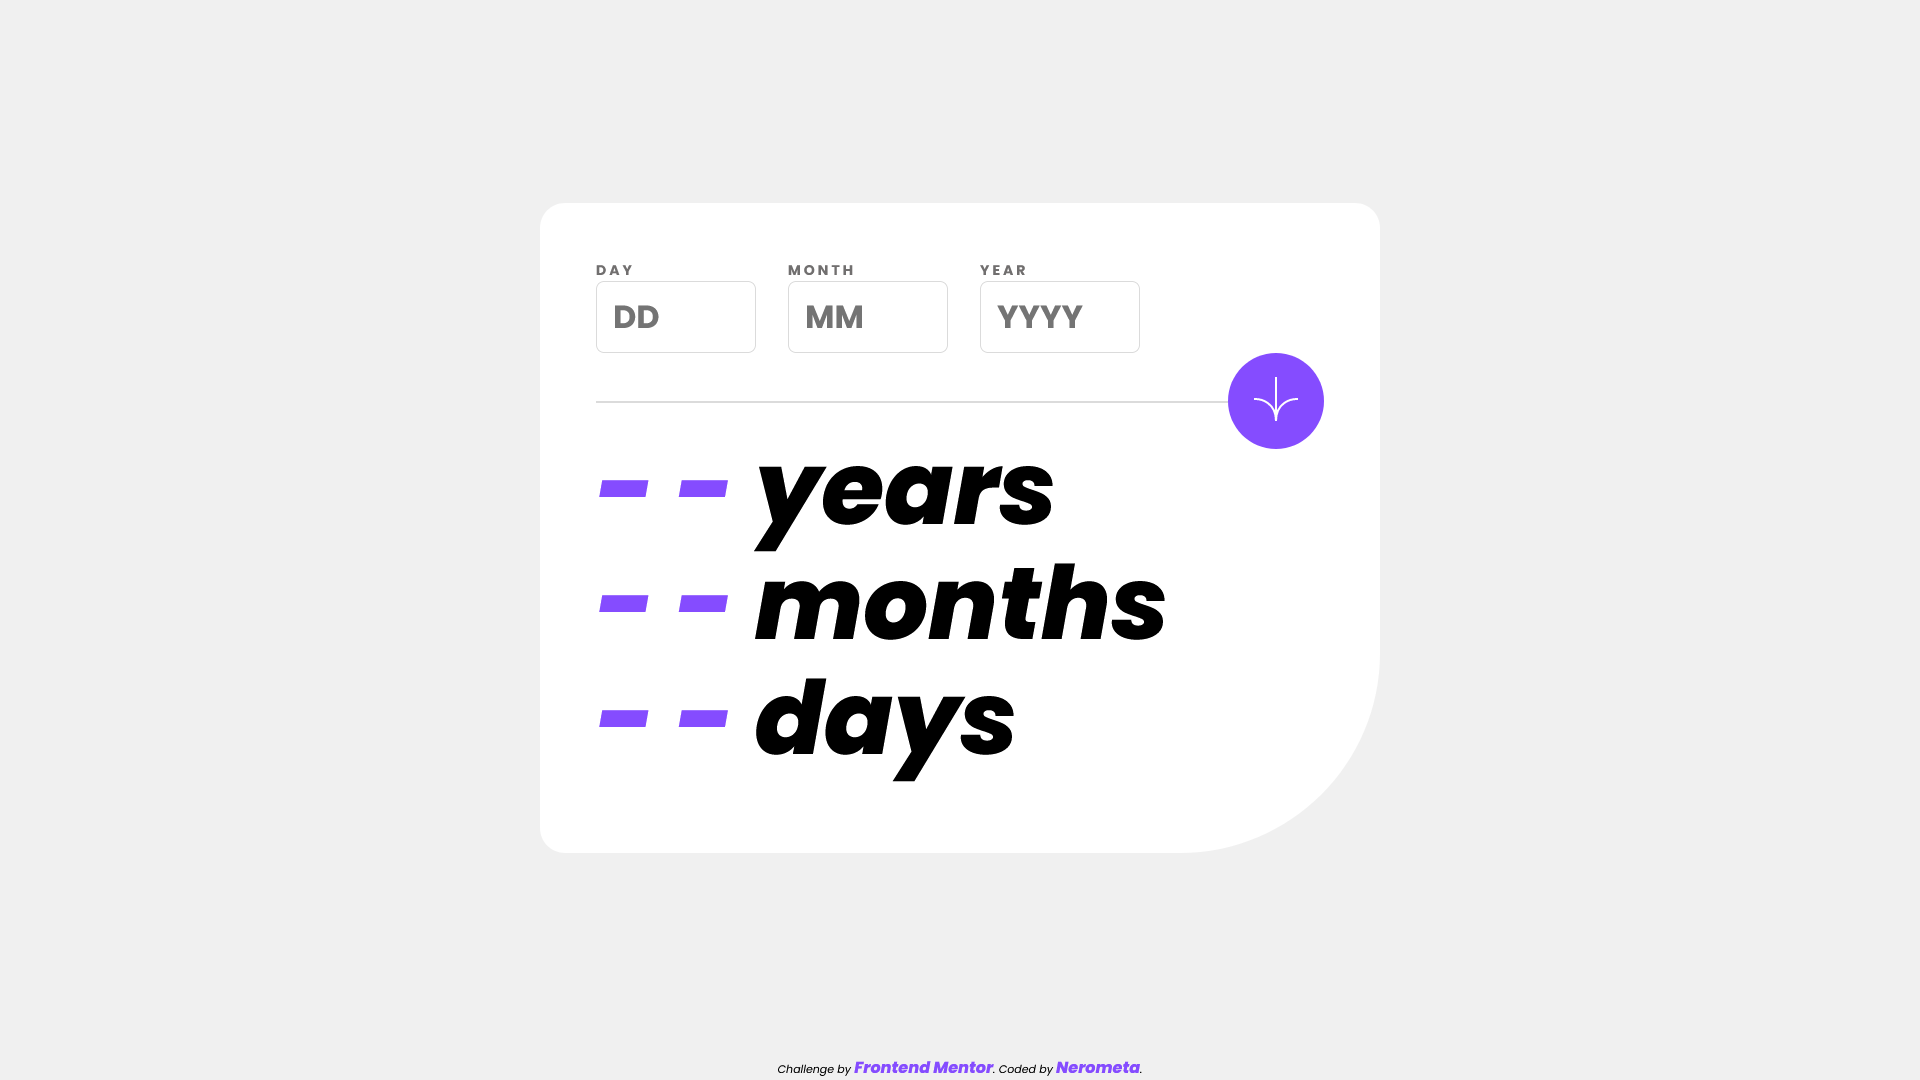 DAY MONTH YEAR
DD MM YYYY
- - years
- - months
- - days
Challenge by Frontend Mentor. Coded by Nerometa.